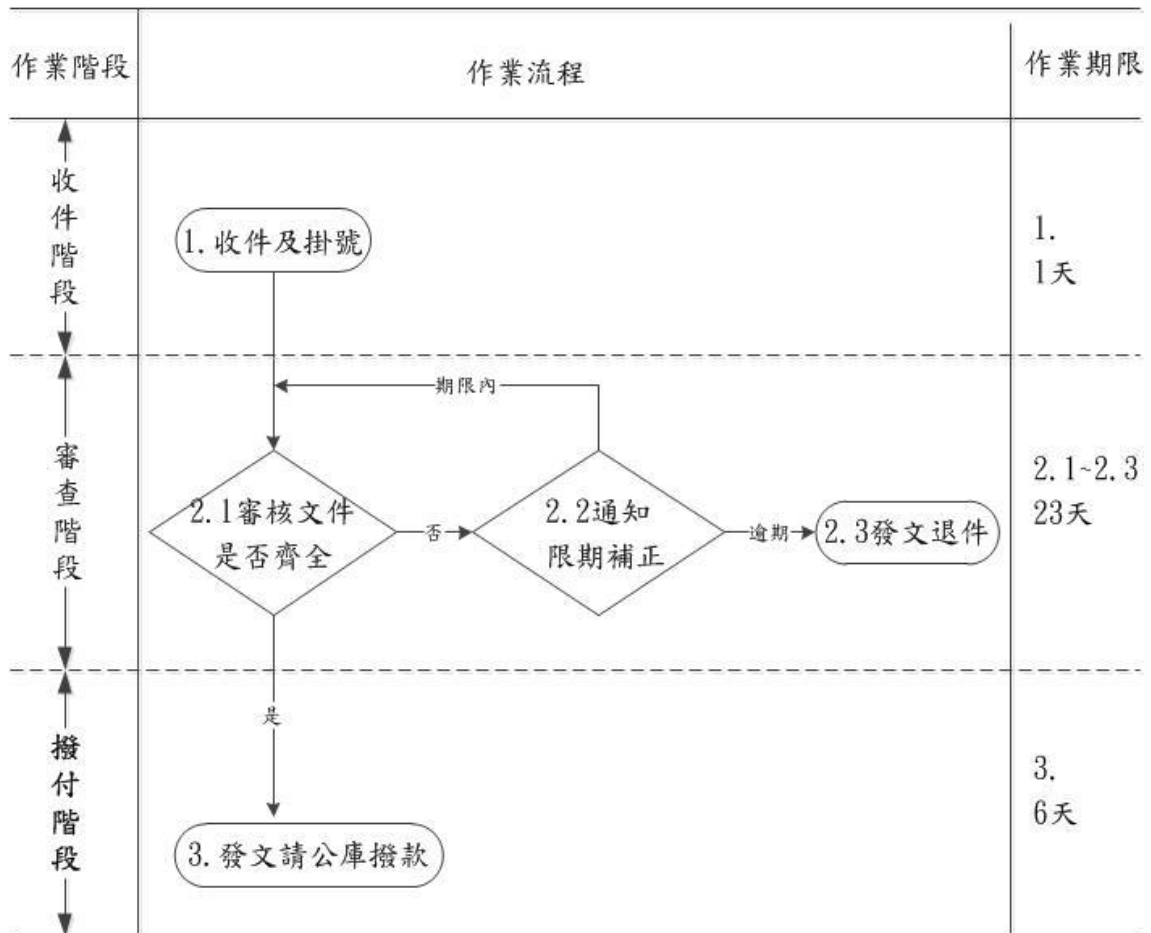 作業階段
作業流程
作業期限
收件階段
1. 收件及掛號
1.
1天
審查階段
期限內
2.1審核文件
是否齊全
否
2.2通知
限期補正
逾期
2.3發文退件
2.1~2.3
23天
撥付階段
是
3. 發文請公庫撥款
3.
6天